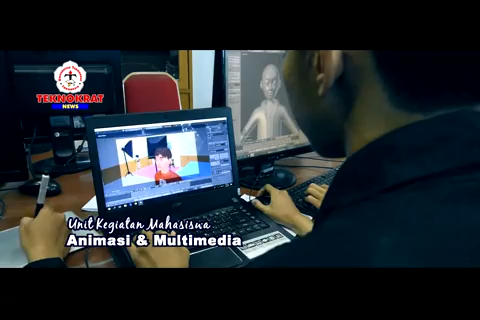 TEKNOKRAT
NEWS
Unit Kegiatan Mahasiswa
Animasi & Multimedia